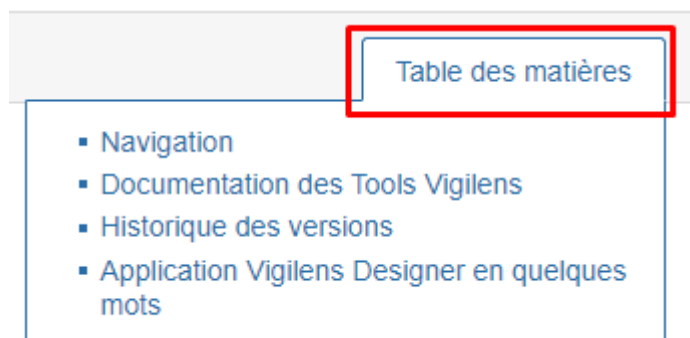 Table des matières
Navigation
Documentation des Tools Vigilens
Historique des versions
Application Vigilens Designer en quelques
mots